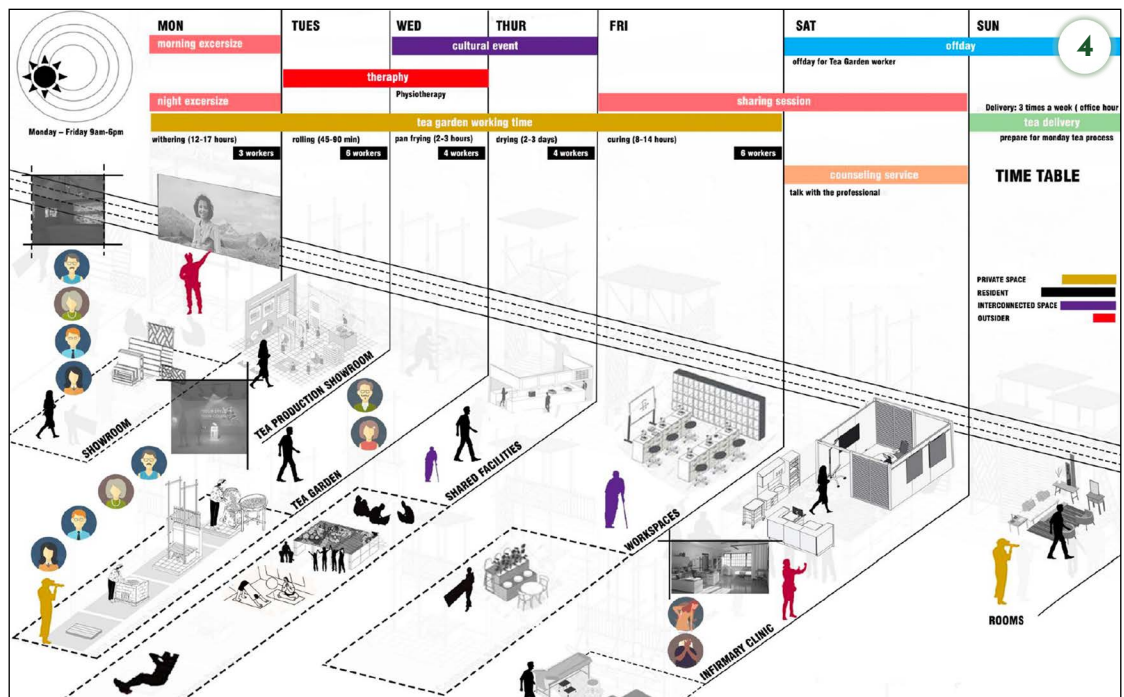 MON
TUES
WED
THUR
FRI
SAT
SUN
4
morning excersize
cultural event
offday
offday for Tea Garden worker
theraphy
Physiotherapy
night excersize
sharing session
Delivery: 3 times a week ( office hour
Monday – Friday 9am-6pm
tea garden working time
tea delivery
withering (12-17 hours)
rolling (45-90 min)
pan frying (2-3 hours)
drying (2-3 days)
curing (8-14 hours)
prepare for monday tea process
3 workers
6 workers
4 workers
4 workers
6 workers
counseling service
talk with the professional
TIME TABLE
PRIVATE SPACE
RESIDENT
INTERCONNECTED SPACE
OUTSIDER
SHOWROOM
TEA PRODUCTION SHOWROOM
TEA GARDEN
SHARED FACILITIES
WORKSPACES
INFIRMARY CLINIC
ROOMS